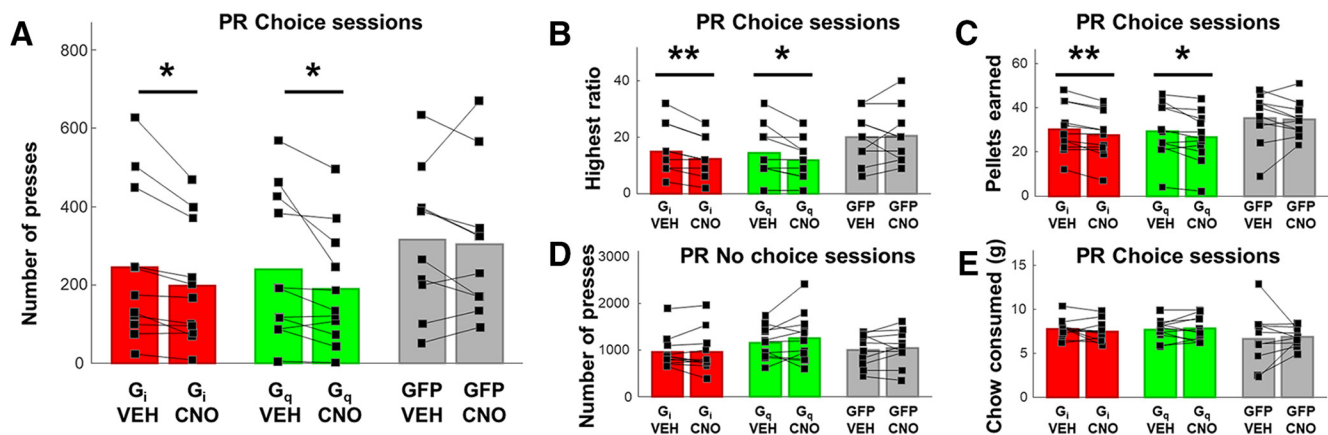 A
PR Choice sessions
Number of presses
800
600
400
200
0
*
*
Gi Gi Gq Gq GFP GFP
VEH CNO VEH CNO VEH CNO
B
PR Choice sessions
Highest ratio
40
20
0
**
*
Gi Gi Gq Gq GFP GFP
VEH CNO VEH CNO VEH CNO
C
PR Choice sessions
Pellets earned
60
40
20
0
**
*
Gi Gi Gq Gq GFP GFP
VEH CNO VEH CNO VEH CNO
D
PR No choice sessions
Number of presses
3000
2000
1000
0
Gi Gi Gq Gq GFP GFP
VEH CNO VEH CNO VEH CNO
E
PR Choice sessions
Chow consumed (g)
15
10
5
0
Gi Gi Gq Gq GFP GFP
VEH CNO VEH CNO VEH CNO